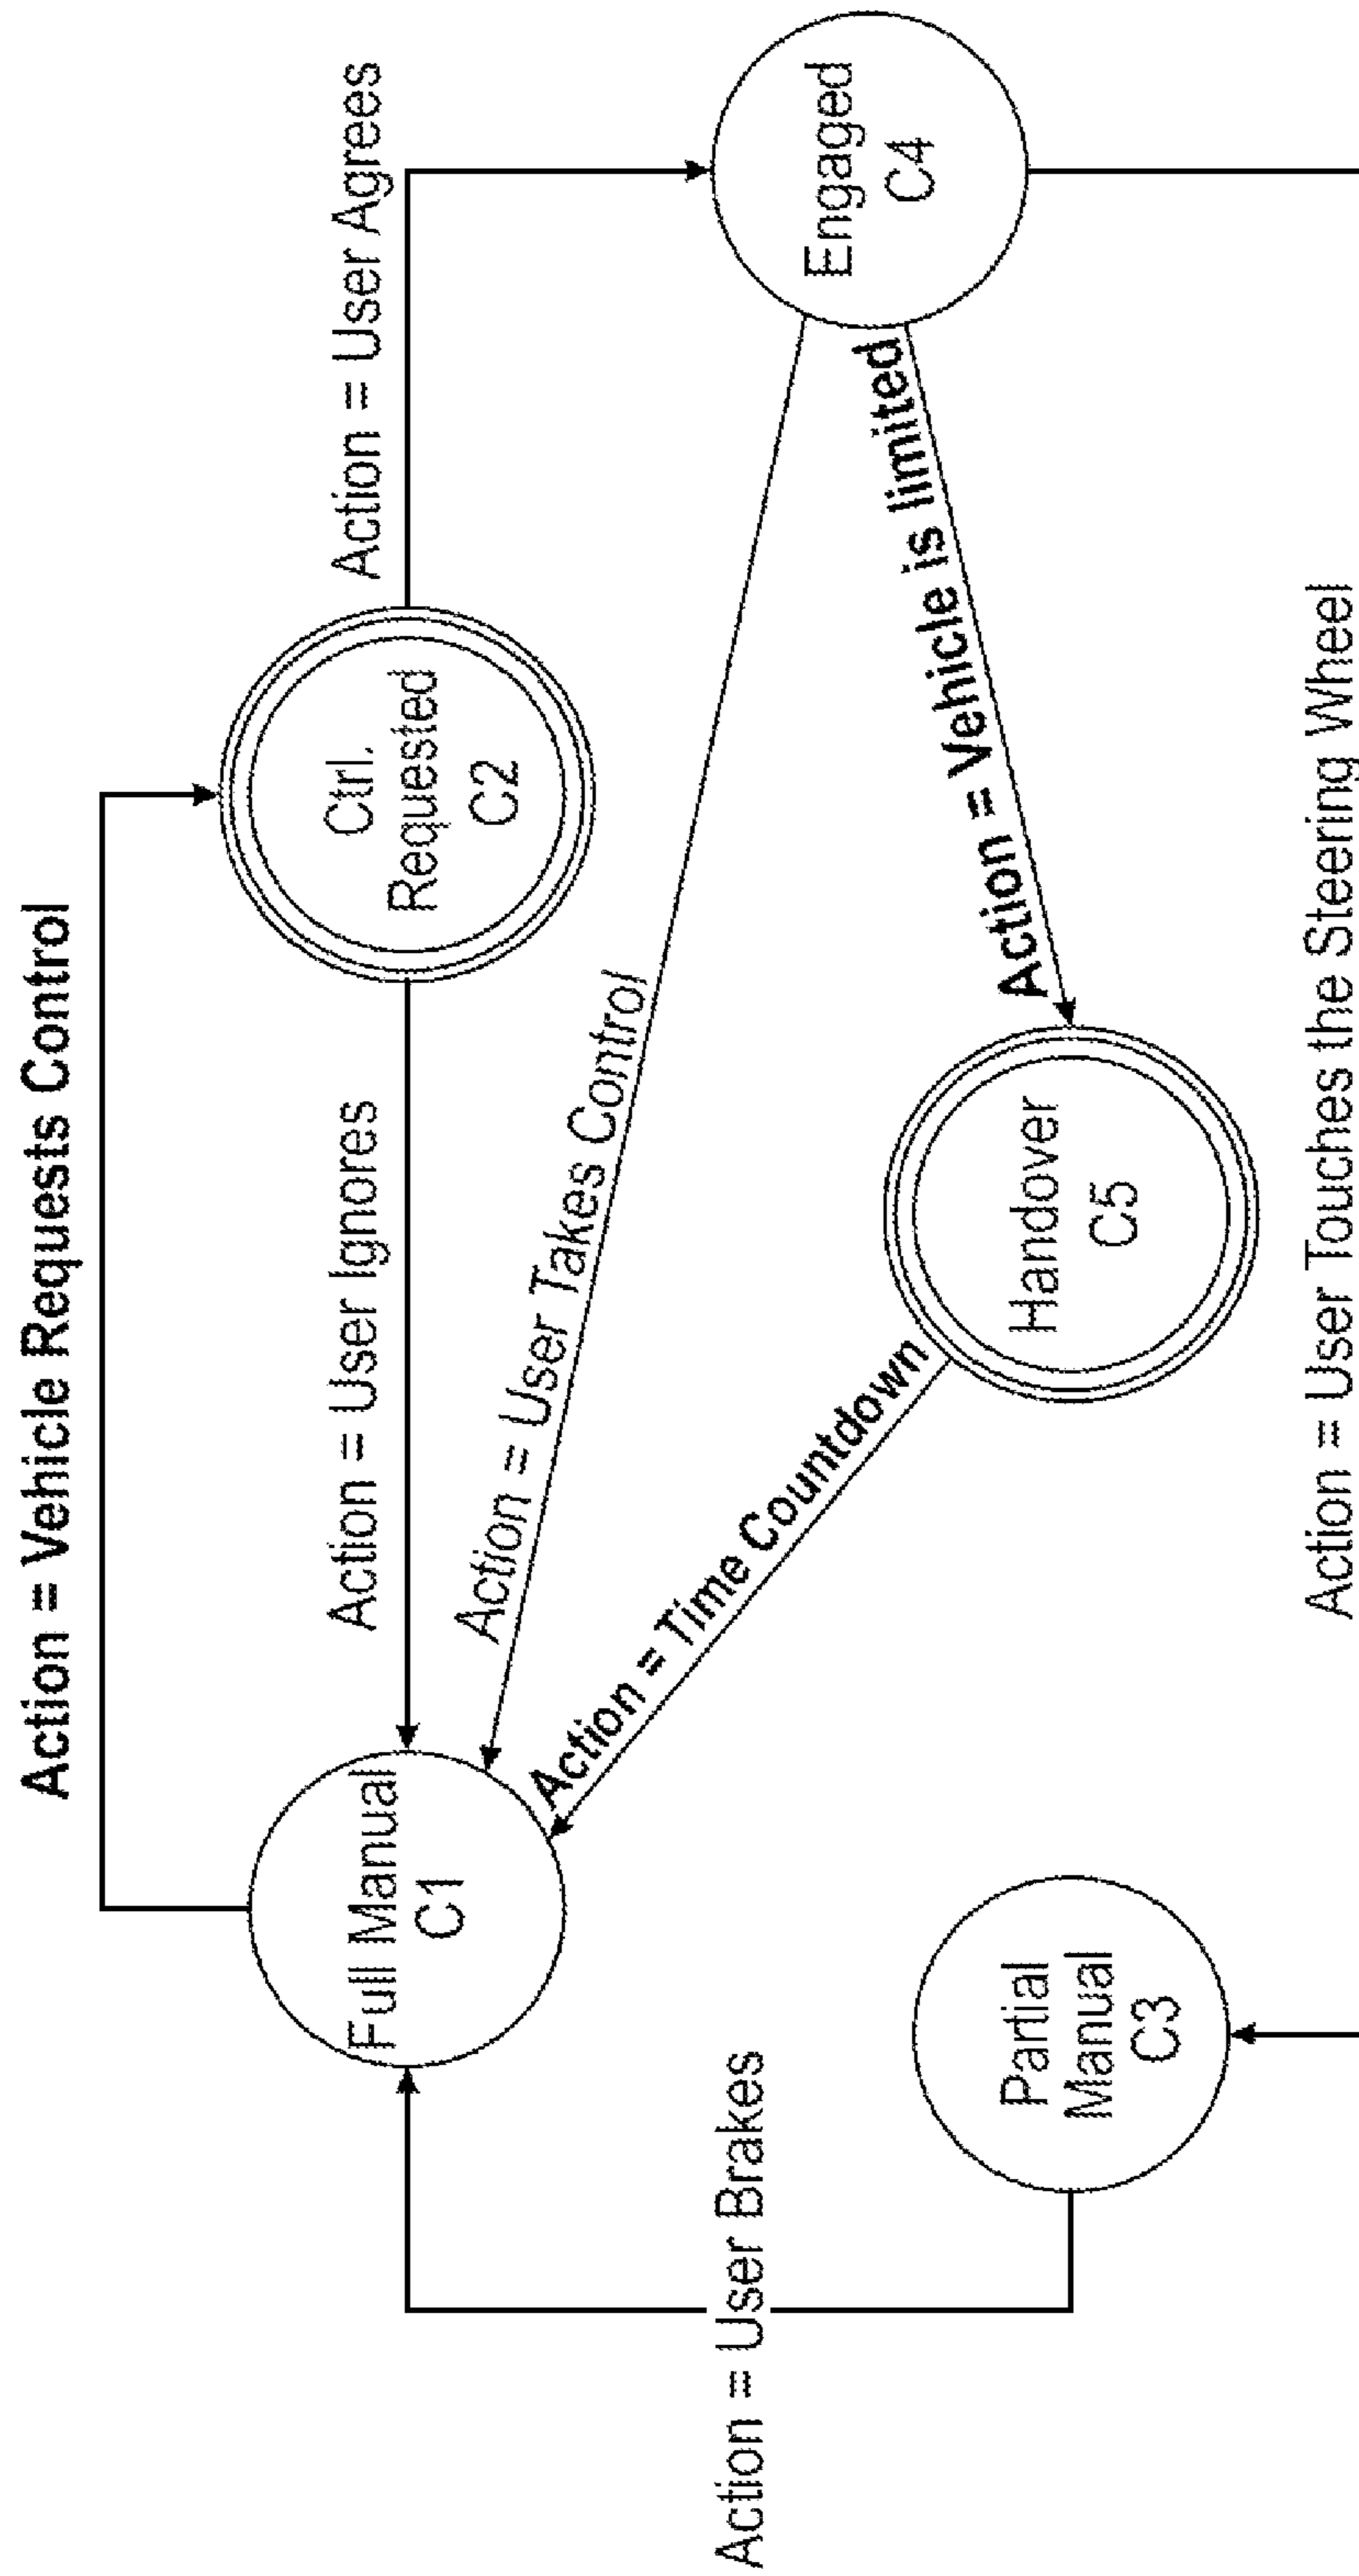 Action = Vehicle Requests Control
Action = User Ignores
Action = User Agrees
Full Manual
C1
Ctrl.
Requested
C2
Action = User Takes Control
Action = Time Countdown
Action = Vehicle is limited
Engaged
C4
Action = User Brakes
Partial
Manual
C3
Handover
C5
Action = User Touches the Steering Wheel